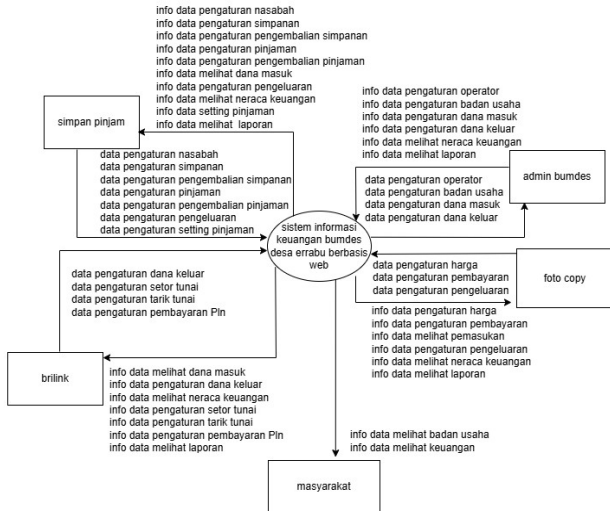 info data pengaturan nasabah
info data pengaturan simpanan
info data pengaturan pengembalian simpanan
info data pengaturan pinjaman
info data pengaturan pengembalian pinjaman
info data melihat dana masuk
info data pengaturan pengeluaran
info data melihat neraca keuangan
info data setting pinjaman
info data melihat laporan
simpan pinjam
data pengaturan nasabah
data pengaturan simpanan
data pengaturan pengembalian simpanan
data pengaturan pinjaman
data pengaturan pengembalian pinjaman
data pengaturan pengeluaran
data pengaturan setting pinjaman
info data pengaturan operator
info data pengaturan badan usaha
info data pengaturan dana masuk
info data pengaturan dana keluar
info data melihat neraca keuangan
info data melihat laporan
admin bumdes
data pengaturan operator
data pengaturan badan usaha
data pengaturan dana masuk
data pengaturan dana keluar
sistem informasi
keuangan bumdes
desa errabu berbasis
web
data pengaturan harga
data pengaturan pembayaran
data pengaturan pengeluaran
foto copy
info data pengaturan harga
info data pengaturan pembayaran
info data melihat pemasukan
info data pengaturan pengeluaran
info data melihat neraca keuangan
info data melihat laporan
data pengaturan dana keluar
data pengaturan setor tunai
data pengaturan tarik tunai
data pengaturan pembayaran Pln
brilink
info data melihat dana masuk
info data pengaturan dana keluar
info data melihat neraca keuangan
info data pengaturan setor tunai
info data pengaturan tarik tunai
info data pengaturan pembayaran Pln
info data melihat laporan
info data melihat badan usaha
info data melihat keuangan
masyarakat